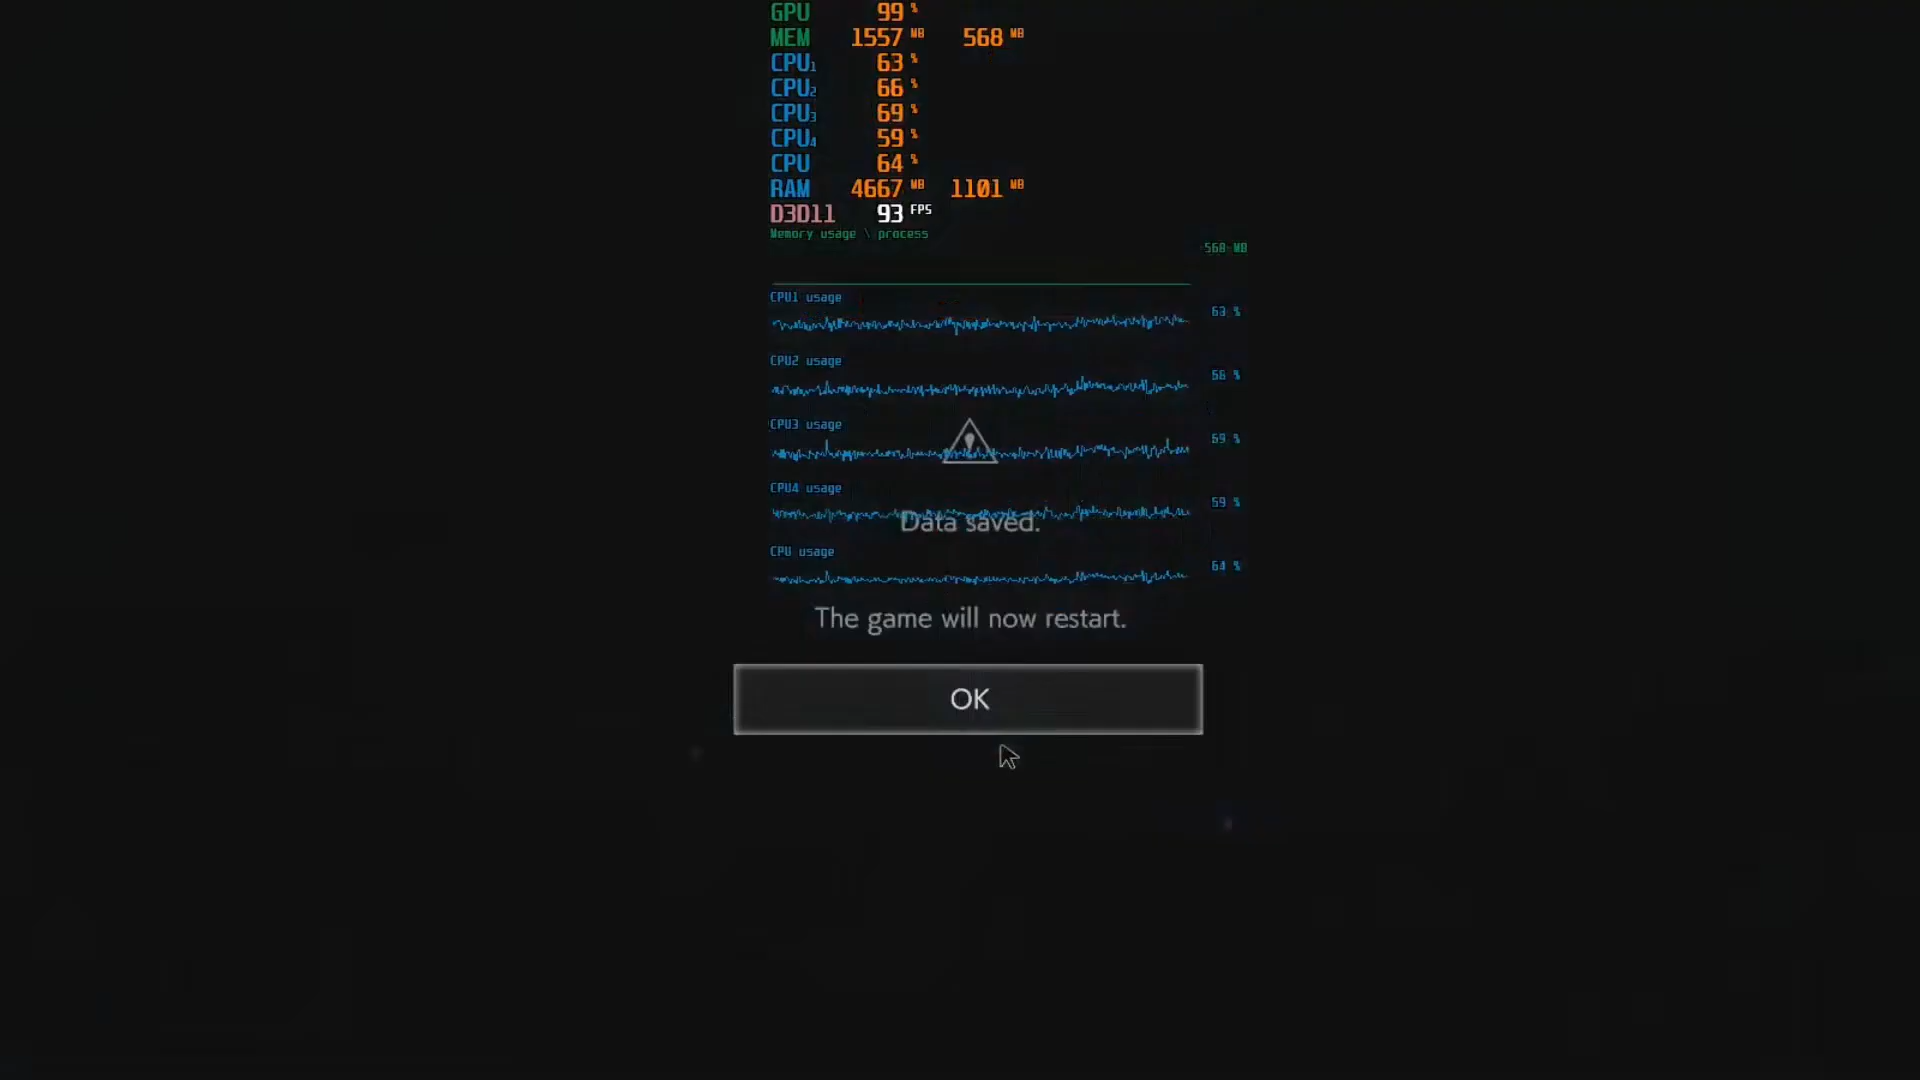 GPU 99 %
MEM 1557 MB 568 MB
CPU1 63 %
CPU2 66 %
CPU3 69 %
CPU4 59 %
CPU 64 %
RAM 4667 MB 1101 MB
D3D11 93 FPS
Memory usage \ process
568 MB
CPU1 usage
63 %
CPU2 usage
66 %
CPU3 usage
69 %
CPU4 usage
59 %
Data saved.
CPU usage
64 %
The game will now restart.
OK